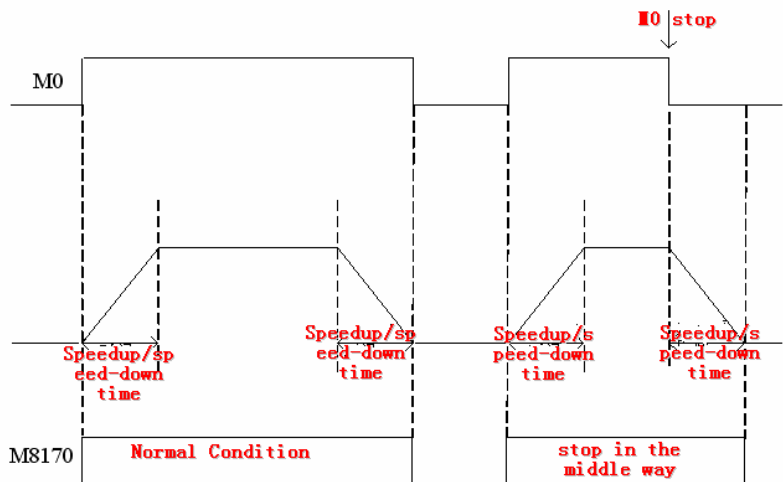 M0 stop
M0
Speedup/sp
eed-down
time
Speedup/sp
eed-down
time
Speedup/s
peed-down
time
Speedup/s
peed-down
time
M8170
Normal Condition
stop in the
middle way